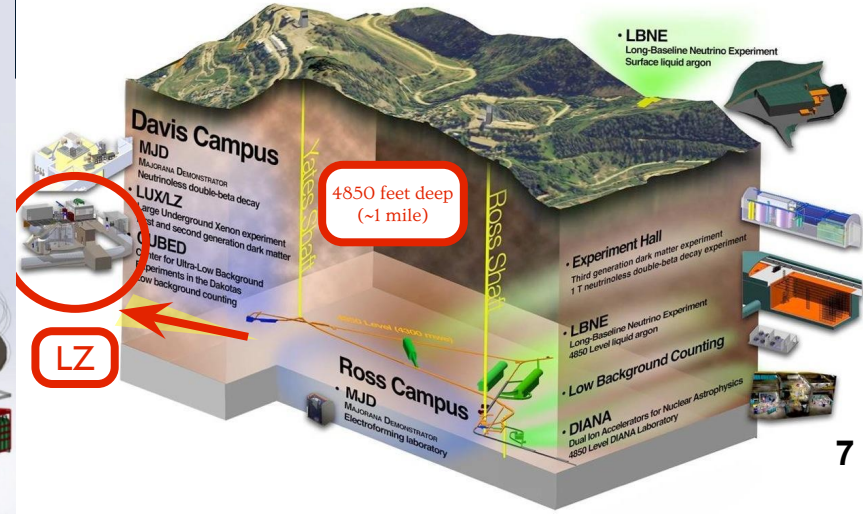 · LBNE
Long-Baseline Neutrino Experiment
Surface liquid argon
Davis Campus
MJD
MAJORANA DEMONSTRATOR
Neutrinoless double-beta decay
· LUX/LZ
Large Underground Xenon experiment
First and second generation dark matter
CUBED
Center for Ultra-Low Background
Experiments in the Dakotas
Low background counting
LZ
Yates Shaft
4850 feet deep
(~1 mile)
Ross Shaft
4850 Level (4300 mwe)
Ross Campus
· MJD
MAJORANA DEMONSTRATOR
Electroforming laboratory
· Experiment Hall
Third generation dark matter experiment
1 T neutrinoless double-beta decay experiment
· LBNE
Long-Baseline Neutrino Experiment
4850 Level liquid argon
· Low Background Counting
· DIANA
Dual Ion Accelerators for Nuclear Astrophysics
4850 Level DIANA Laboratory
7